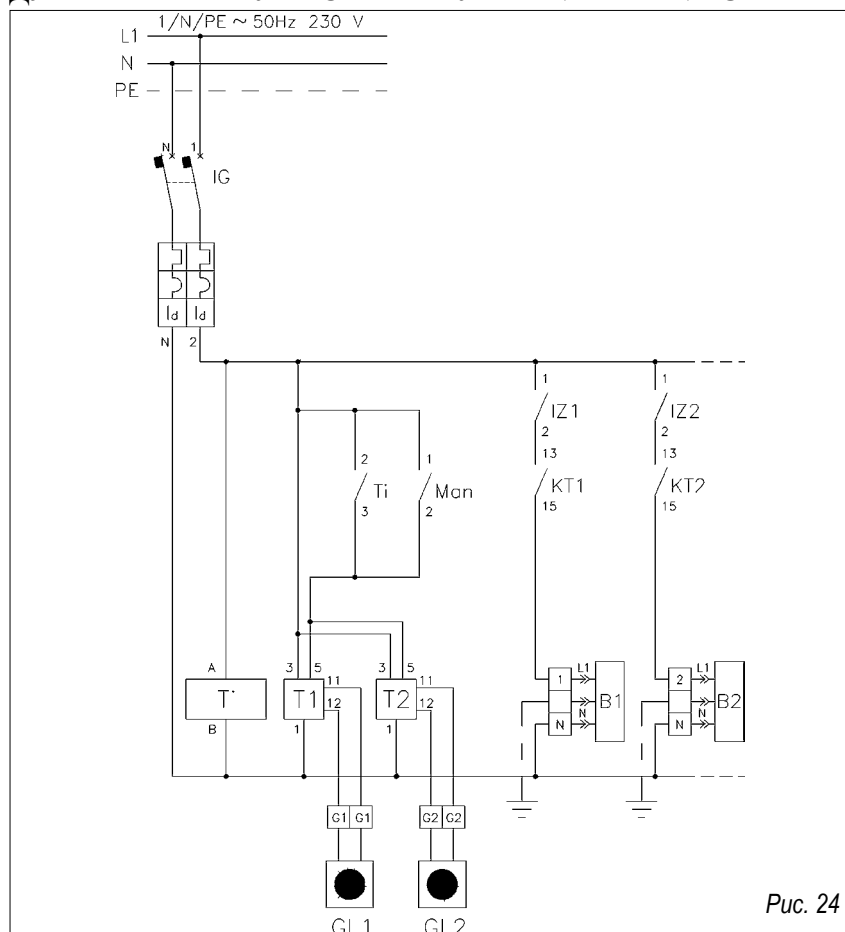 1/N/PE ~ 50Hz 230 V
L1
N
PE
N 1
IG
Id Id
N 2
1 1
IZ1 IZ2
2 2
2 1
13 13
Ti Man
KT1 KT2
3 2
15 15
A
3 5 3 5
L1 L1
T1 11 T2 11
1 B1 2 B2
12 12
N N
B 1 1
N N
G1 G1 G2 G2
GL1 GL2
Рис. 24